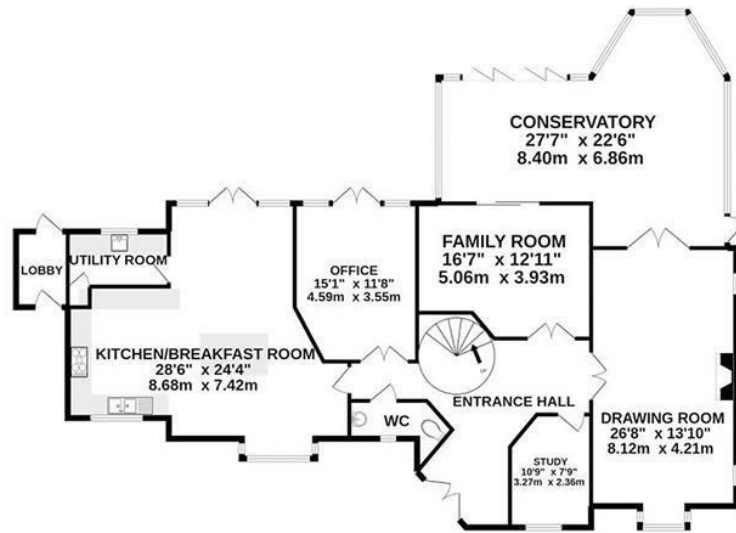 CONSERVATORY
27'7" x 22'6"
8.40m x 6.86m
FAMILY ROOM
16'7" x 12'11"
5.06m x 3.93m
UTILITY ROOM
LOBBY
OFFICE
15'1" x 11'8"
4.59m x 3.55m
KITCHEN/BREAKFAST ROOM
28'6" x 24'4"
8.68m x 7.42m
UP
ENTRANCE HALL
WC
DRAWING ROOM
26'8" x 13'10"
8.12m x 4.21m
STUDY
10'9" x 7'9"
3.27m x 2.36m